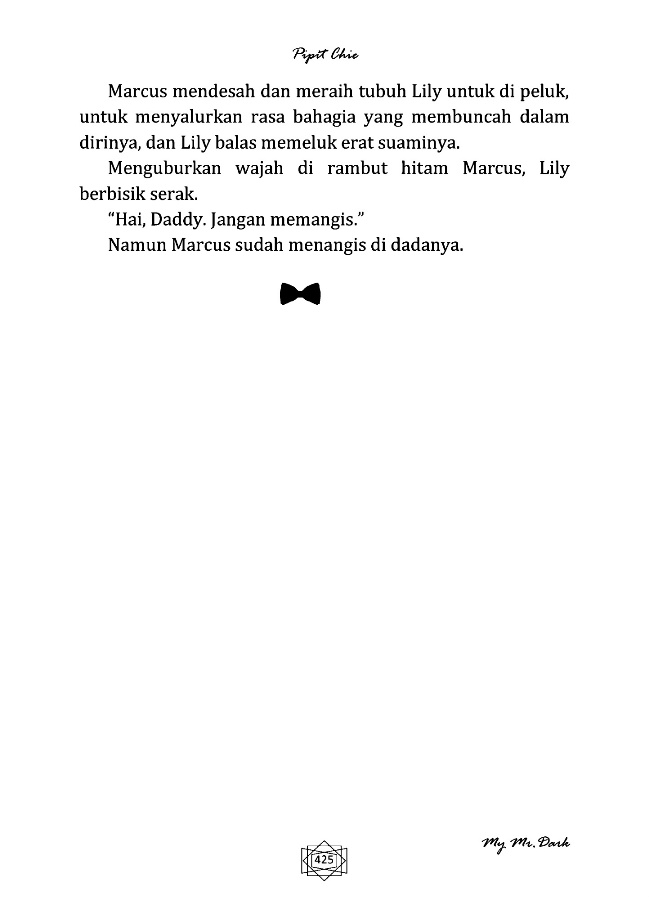 Pipit Chie
Marcus mendesah dan meraih tubuh Lily untuk di peluk,
untuk menyalurkan rasa bahagia yang membuncah dalam
dirinya, dan Lily balas memeluk erat suaminya.
Menguburkan wajah di rambut hitam Marcus, Lily
berbisik serak.
“Hai, Daddy. Jangan memangis.”
Namun Marcus sudah menangis di dadanya.
My Mr. Dark
425